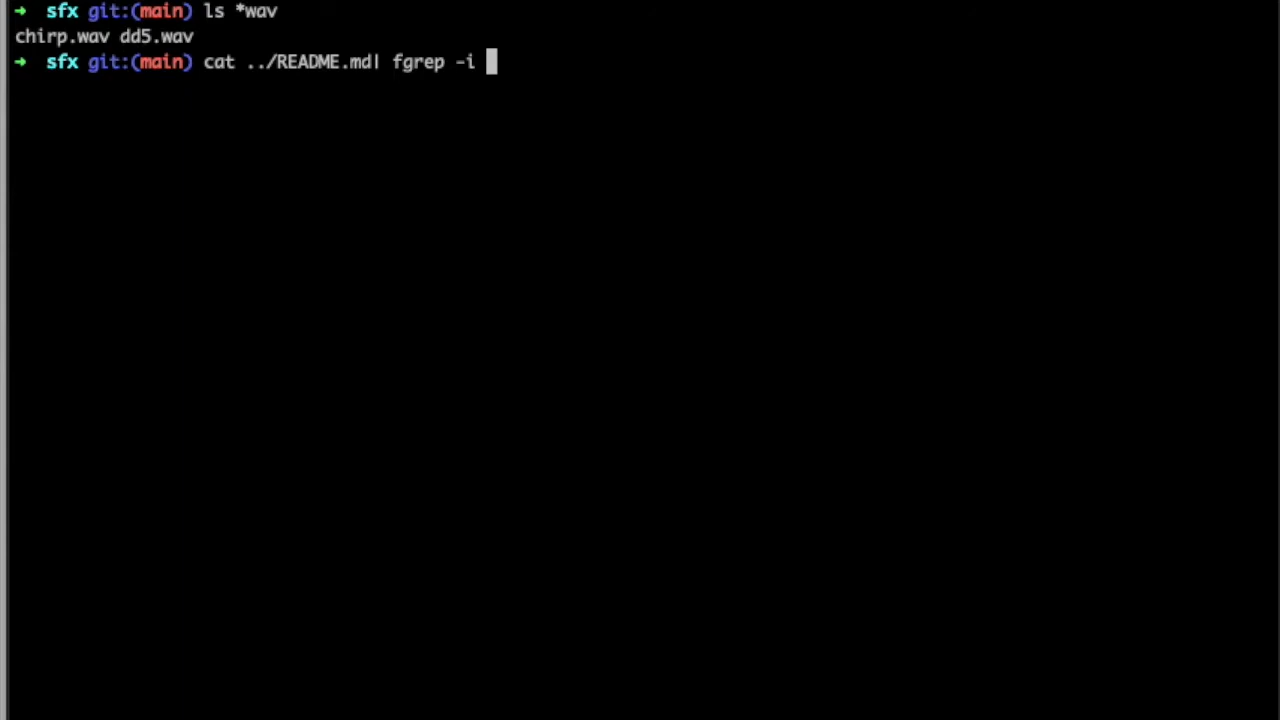 ➜ sfx git:(main) ls *wav
chirp.wav dd5.wav
➜ sfx git:(main) cat ../README.md| fgrep -i